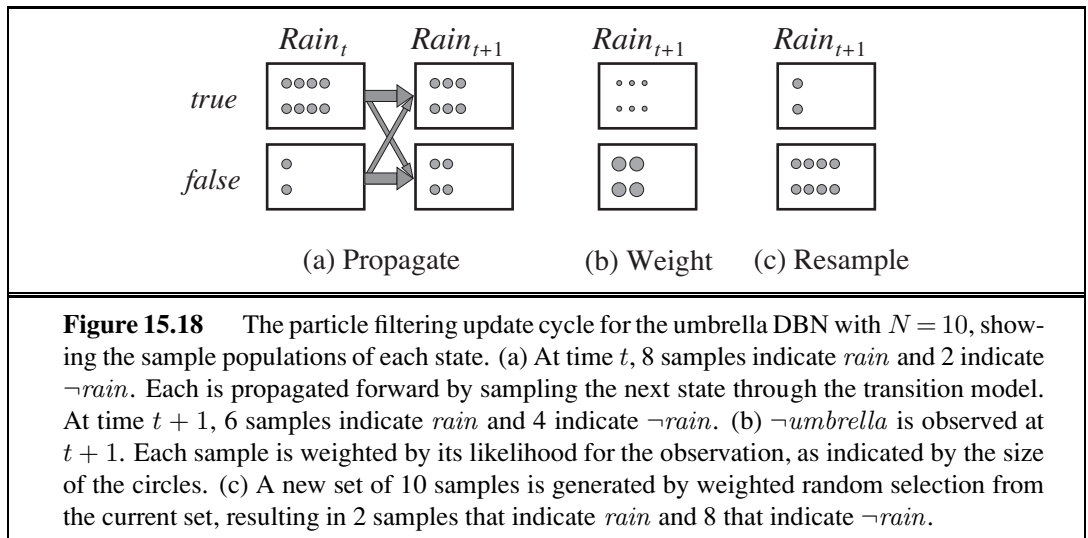 Rain_t Rain_{t+1} Rain_{t+1} Rain_{t+1}
true
false
(a) Propagate (b) Weight (c) Resample
Figure 15.18 The particle filtering update cycle for the umbrella DBN with N = 10, show-
ing the sample populations of each state. (a) At time t, 8 samples indicate rain and 2 indicate
¬rain. Each is propagated forward by sampling the next state through the transition model.
At time t + 1, 6 samples indicate rain and 4 indicate ¬rain. (b) ¬umbrella is observed at
t + 1. Each sample is weighted by its likelihood for the observation, as indicated by the size
of the circles. (c) A new set of 10 samples is generated by weighted random selection from
the current set, resulting in 2 samples that indicate rain and 8 that indicate ¬rain.